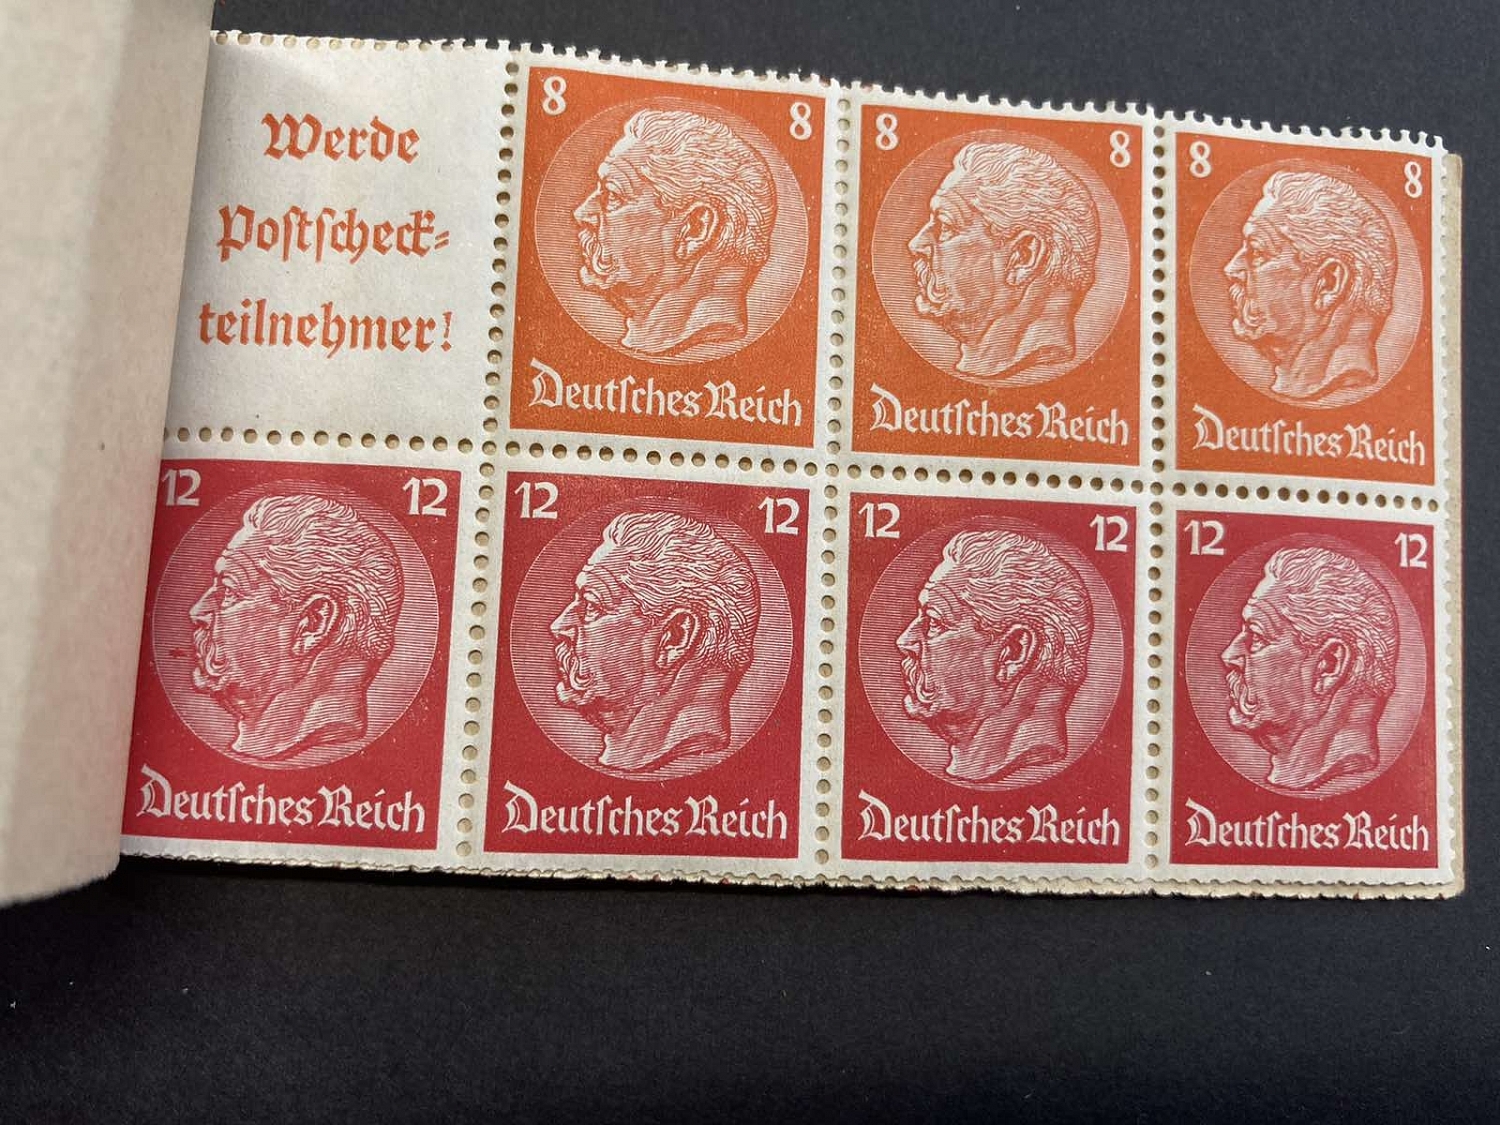 Werde
Postscheck-
teilnehmer!
8 8
Deutsches Reich
8 8
Deutsches Reich
8 8
Deutsches Reich
12 12
Deutsches Reich
12 12
Deutsches Reich
12 12
Deutsches Reich
12 12
Deutsches Reich